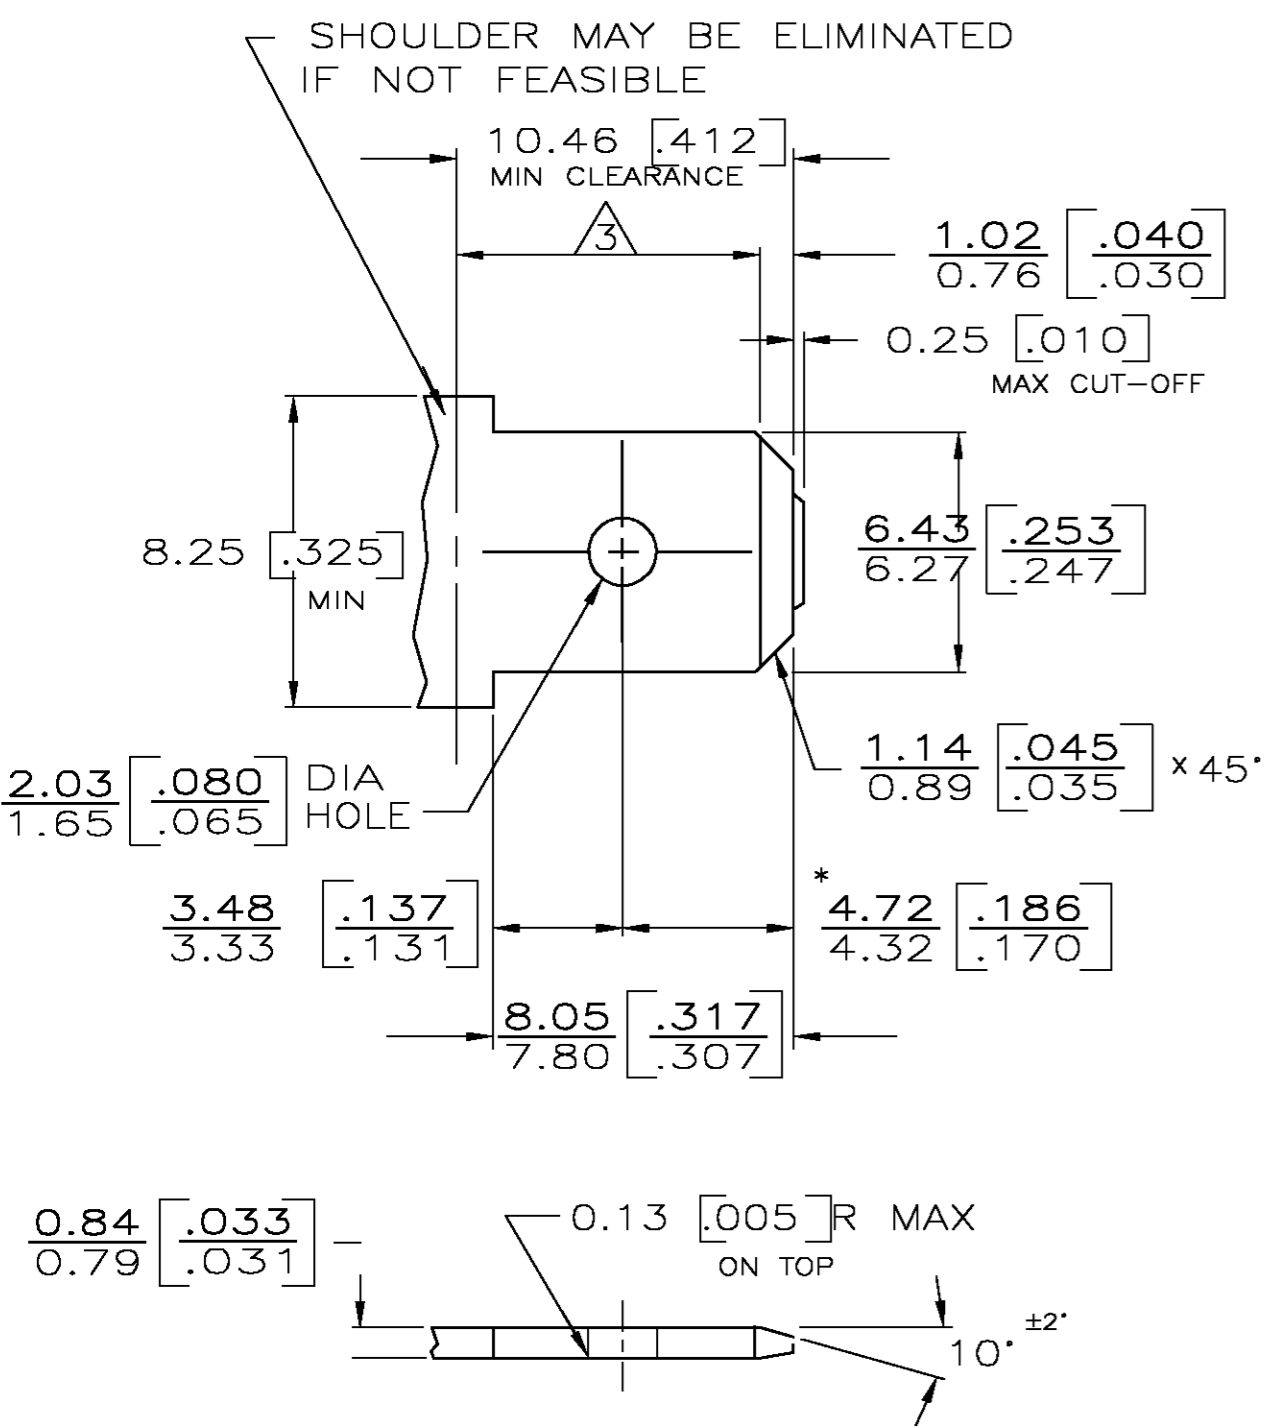 SHOULDER MAY BE ELIMINATED
IF NOT FEASIBLE
10.46 [.412]
MIN CLEARANCE
3
1.02 [.040
0.76 .030]
0.25 [.010]
MAX CUT-OFF
8.25 [.325]
MIN
6.43 [.253
6.27 .247]
1.14 [.045
0.89 .035] x 45°
2.03 [.080
1.65 .065]
DIA
HOLE
3.48 [.137
3.33 .131]
*
4.72 [.186
4.32 .170]
8.05 [.317
7.80 .307]
0.84 [.033
0.79 .031]
0.13 [.005]R MAX
ON TOP
10° ±2°